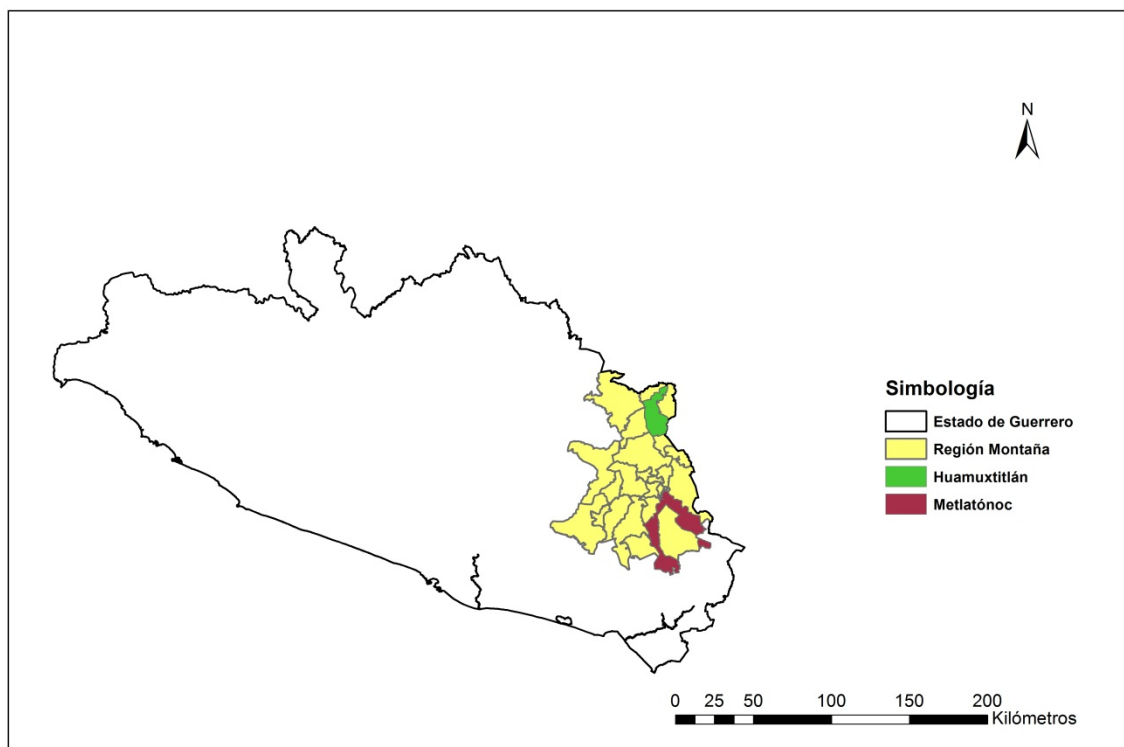 N
Simbología
Estado de Guerrero
Región Montaña
Huamuxtitlán
Metlatónoc
0 25 50 100 150 200
Kilómetros